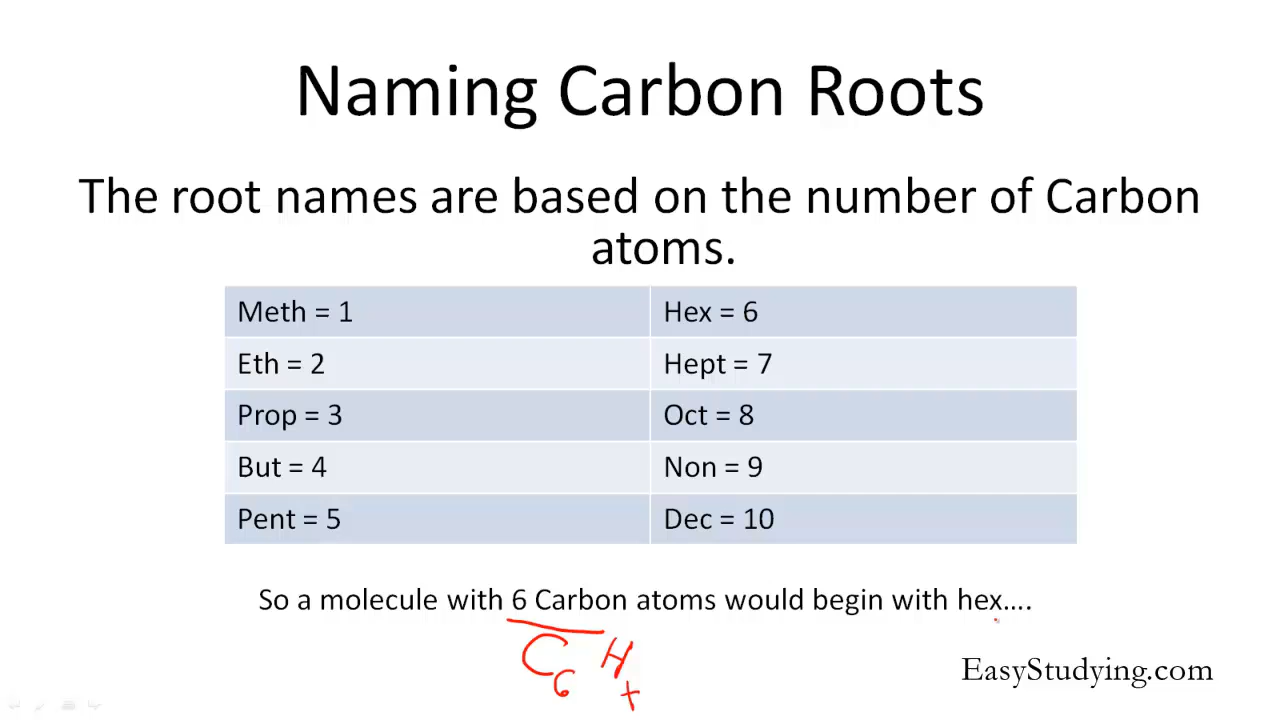 Naming Carbon Roots
The root names are based on the number of Carbon
atoms.
Meth = 1 Hex = 6
Eth = 2 Hept = 7
Prop = 3 Oct = 8
But = 4 Non = 9
Pent = 5 Dec = 10
So a molecule with 6 Carbon atoms would begin with hex....
C6 H
EasyStudying.com